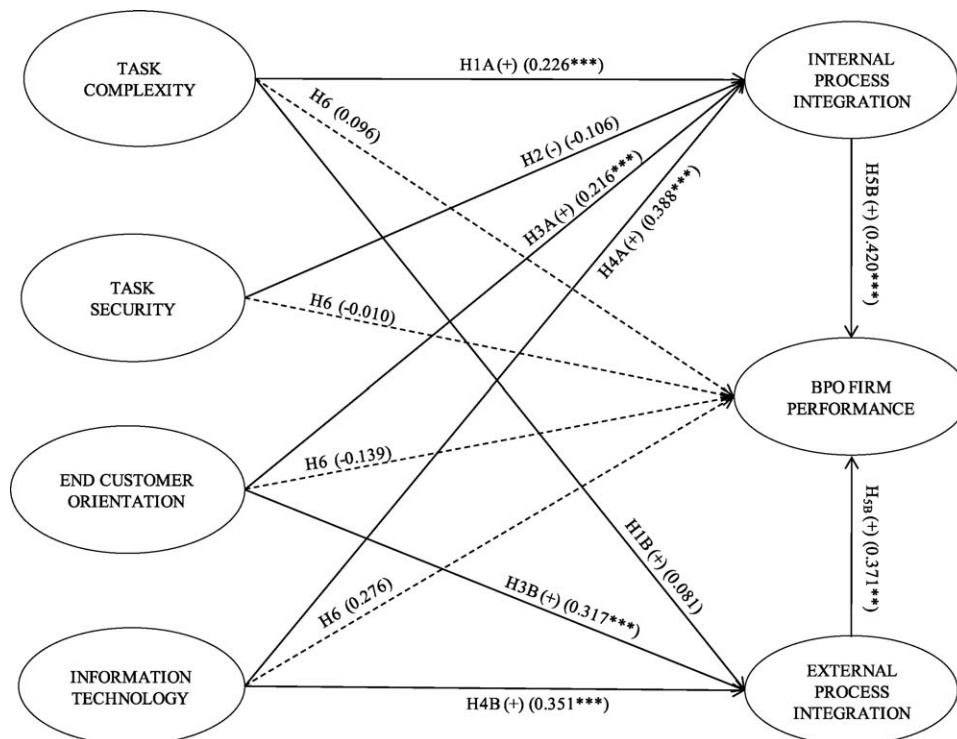 TASK
COMPLEXITY
H1A (+) (0.226***)
INTERNAL
PROCESS
INTEGRATION
H6 (0.096)
H2 (-) (-0.106)
H3A (+) (0.216***)
H4A (+) (0.388***)
H5B (+) (0.420***)
TASK
SECURITY
H6 (-0.010)
BPO FIRM
PERFORMANCE
H6 (-0.139)
END CUSTOMER
ORIENTATION
H1B (+) (0.081)
H5B (+) (0.371**)
H3B (+) (0.317***)
H6 (0.276)
INFORMATION
TECHNOLOGY
H4B (+) (0.351***)
EXTERNAL
PROCESS
INTEGRATION